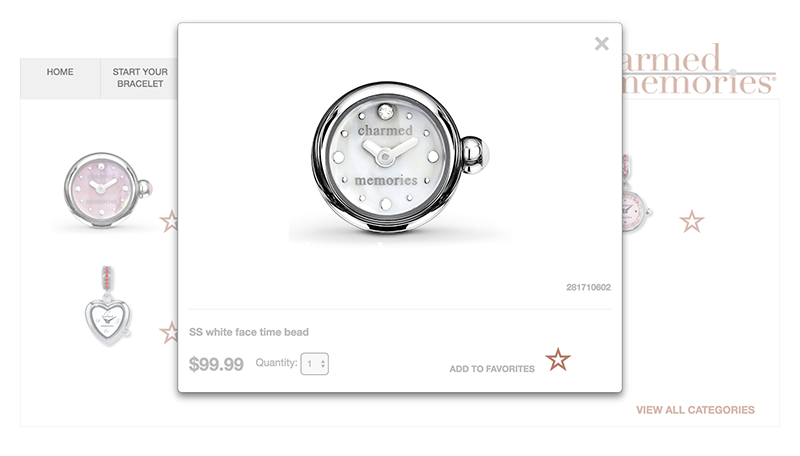 HOME
START YOUR
BRACELET
armed
memories®
charmed
memories
281710602
SS white face time bead
$99.99
Quantity: 1
ADD TO FAVORITES
VIEW ALL CATEGORIES